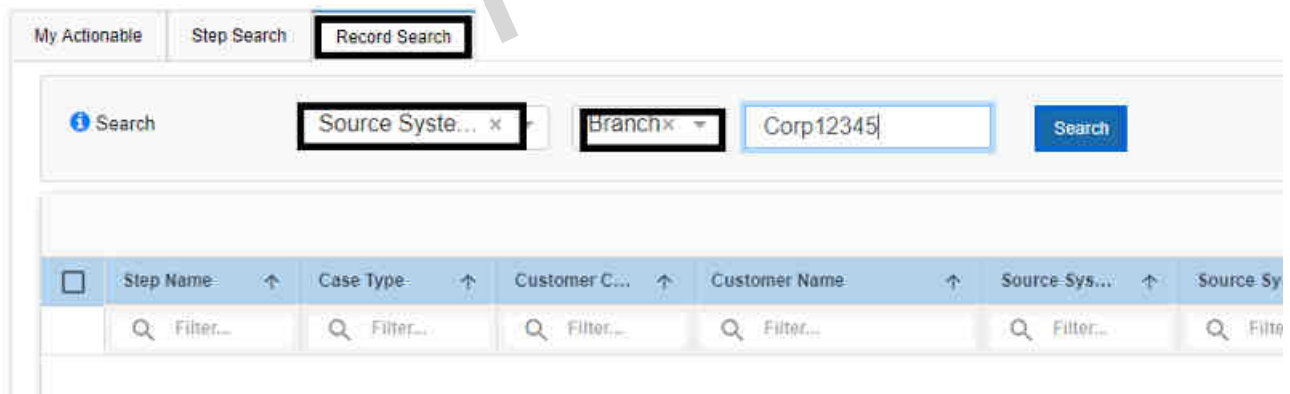 My Actionable Step Search Record Search
Search Source Syste... × Branch× Corp12345 Search
Step Name Case Type Customer C... Customer Name Source Sys... Source Sy
Filter... Filter... Filter... Filter... Filter... Filte